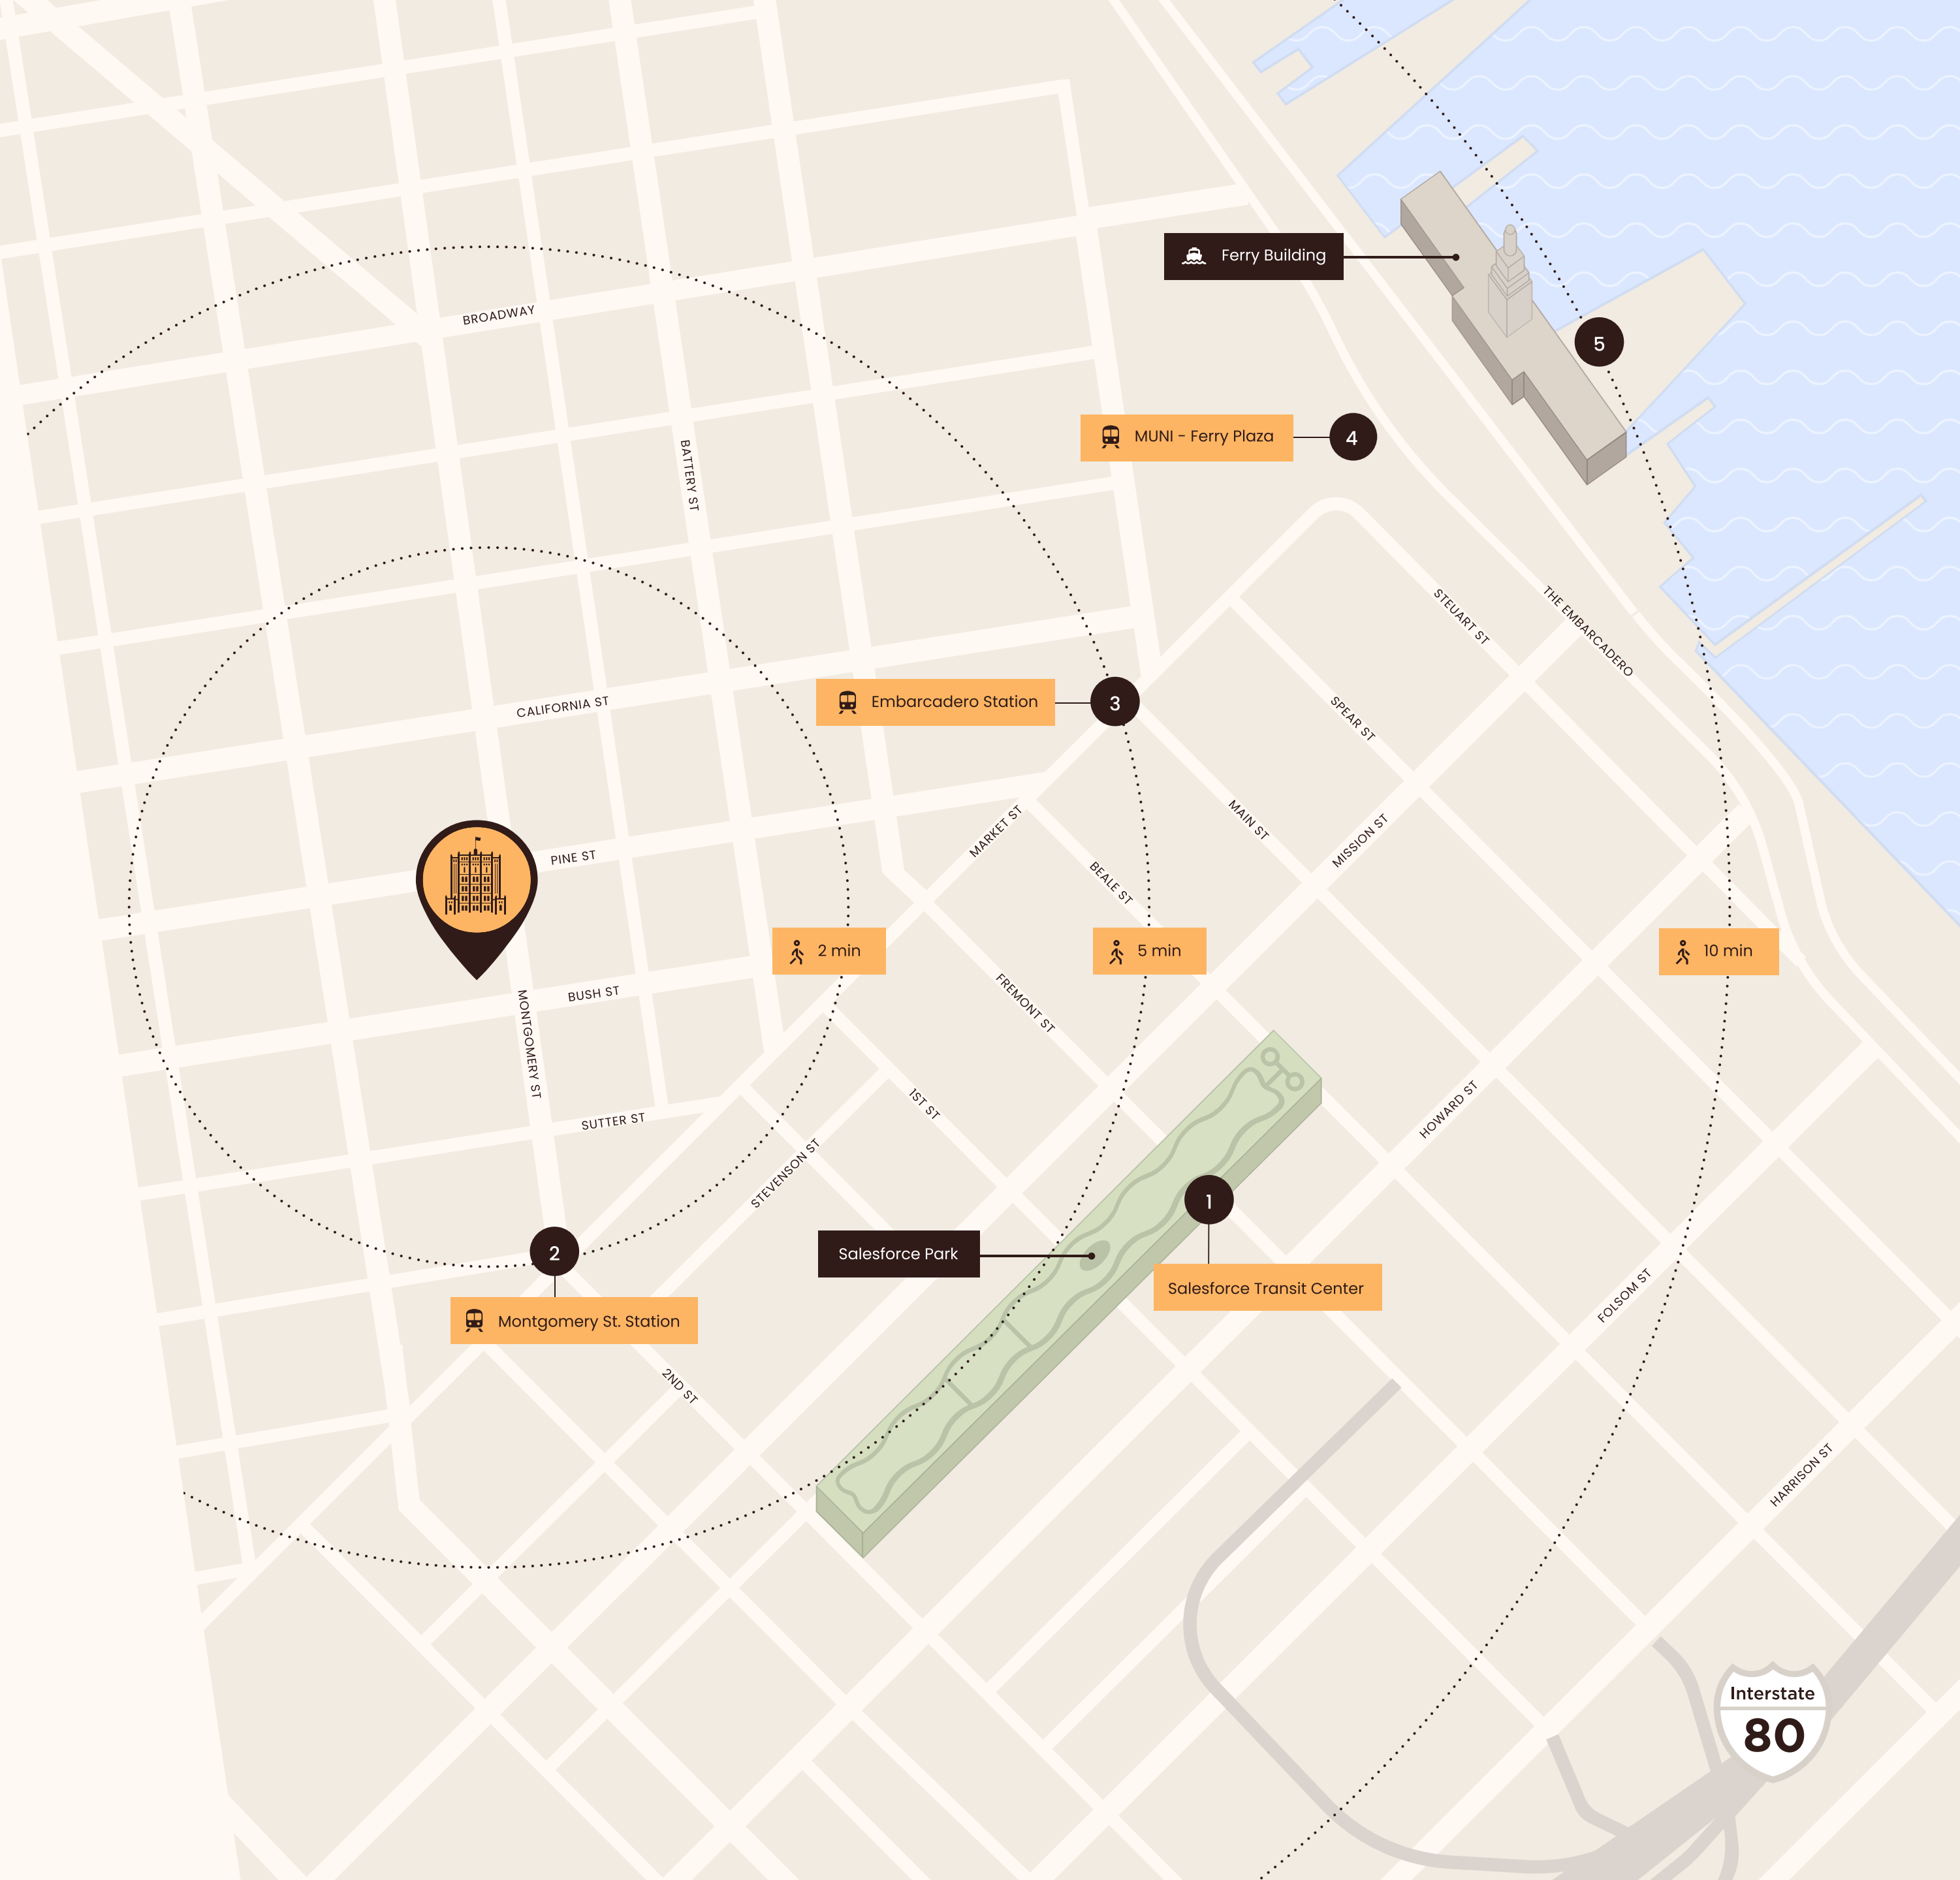 Ferry Building
BROADWAY
5
MUNI - Ferry Plaza
4
BATTERY ST
STEUART ST
THE EMBARCADERO
Embarcadero Station
3
CALIFORNIA ST
SPEAR ST
MARKET ST
MAIN ST
MISSION ST
PINE ST
BEALE ST
2 min
5 min
10 min
BUSH ST
MONTGOMERY ST
FREMONT ST
SUTTER ST
1ST ST
HOWARD ST
STEVENSON ST
1
2
Salesforce Park
Salesforce Transit Center
Montgomery St. Station
FOLSOM ST
2ND ST
HARRISON ST
Interstate
80